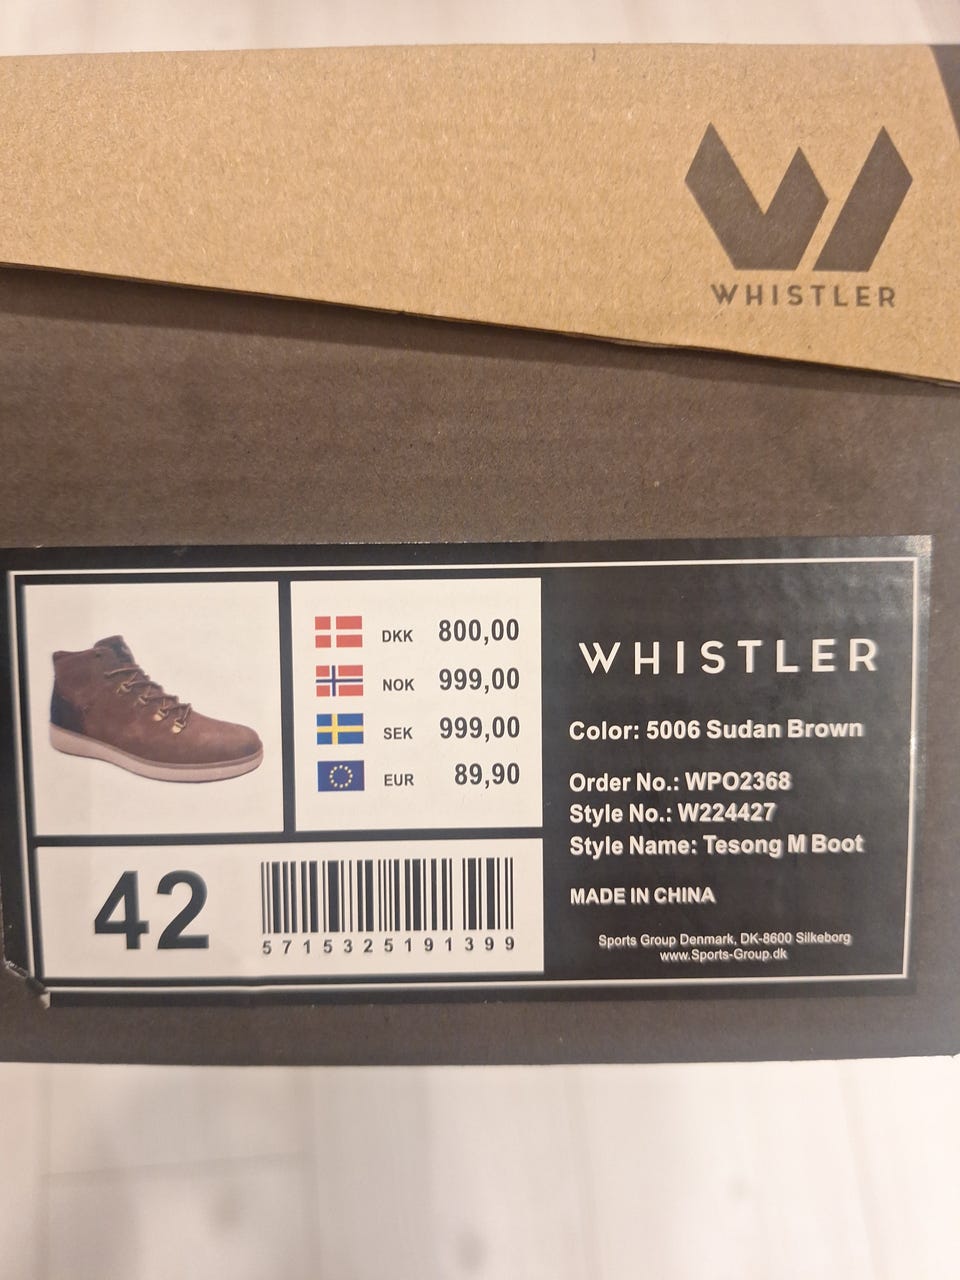 WHISTLER
DKK 800,00
NOK 999,00
SEK 999,00
EUR 89,90
42
5715325191399
WHISTLER
Color: 5006 Sudan Brown
Order No.: WPO2368
Style No.: W224427
Style Name: Tesong M Boot
MADE IN CHINA
Sports Group Denmark, DK-8600 Silkeborg
www.Sports-Group.dk